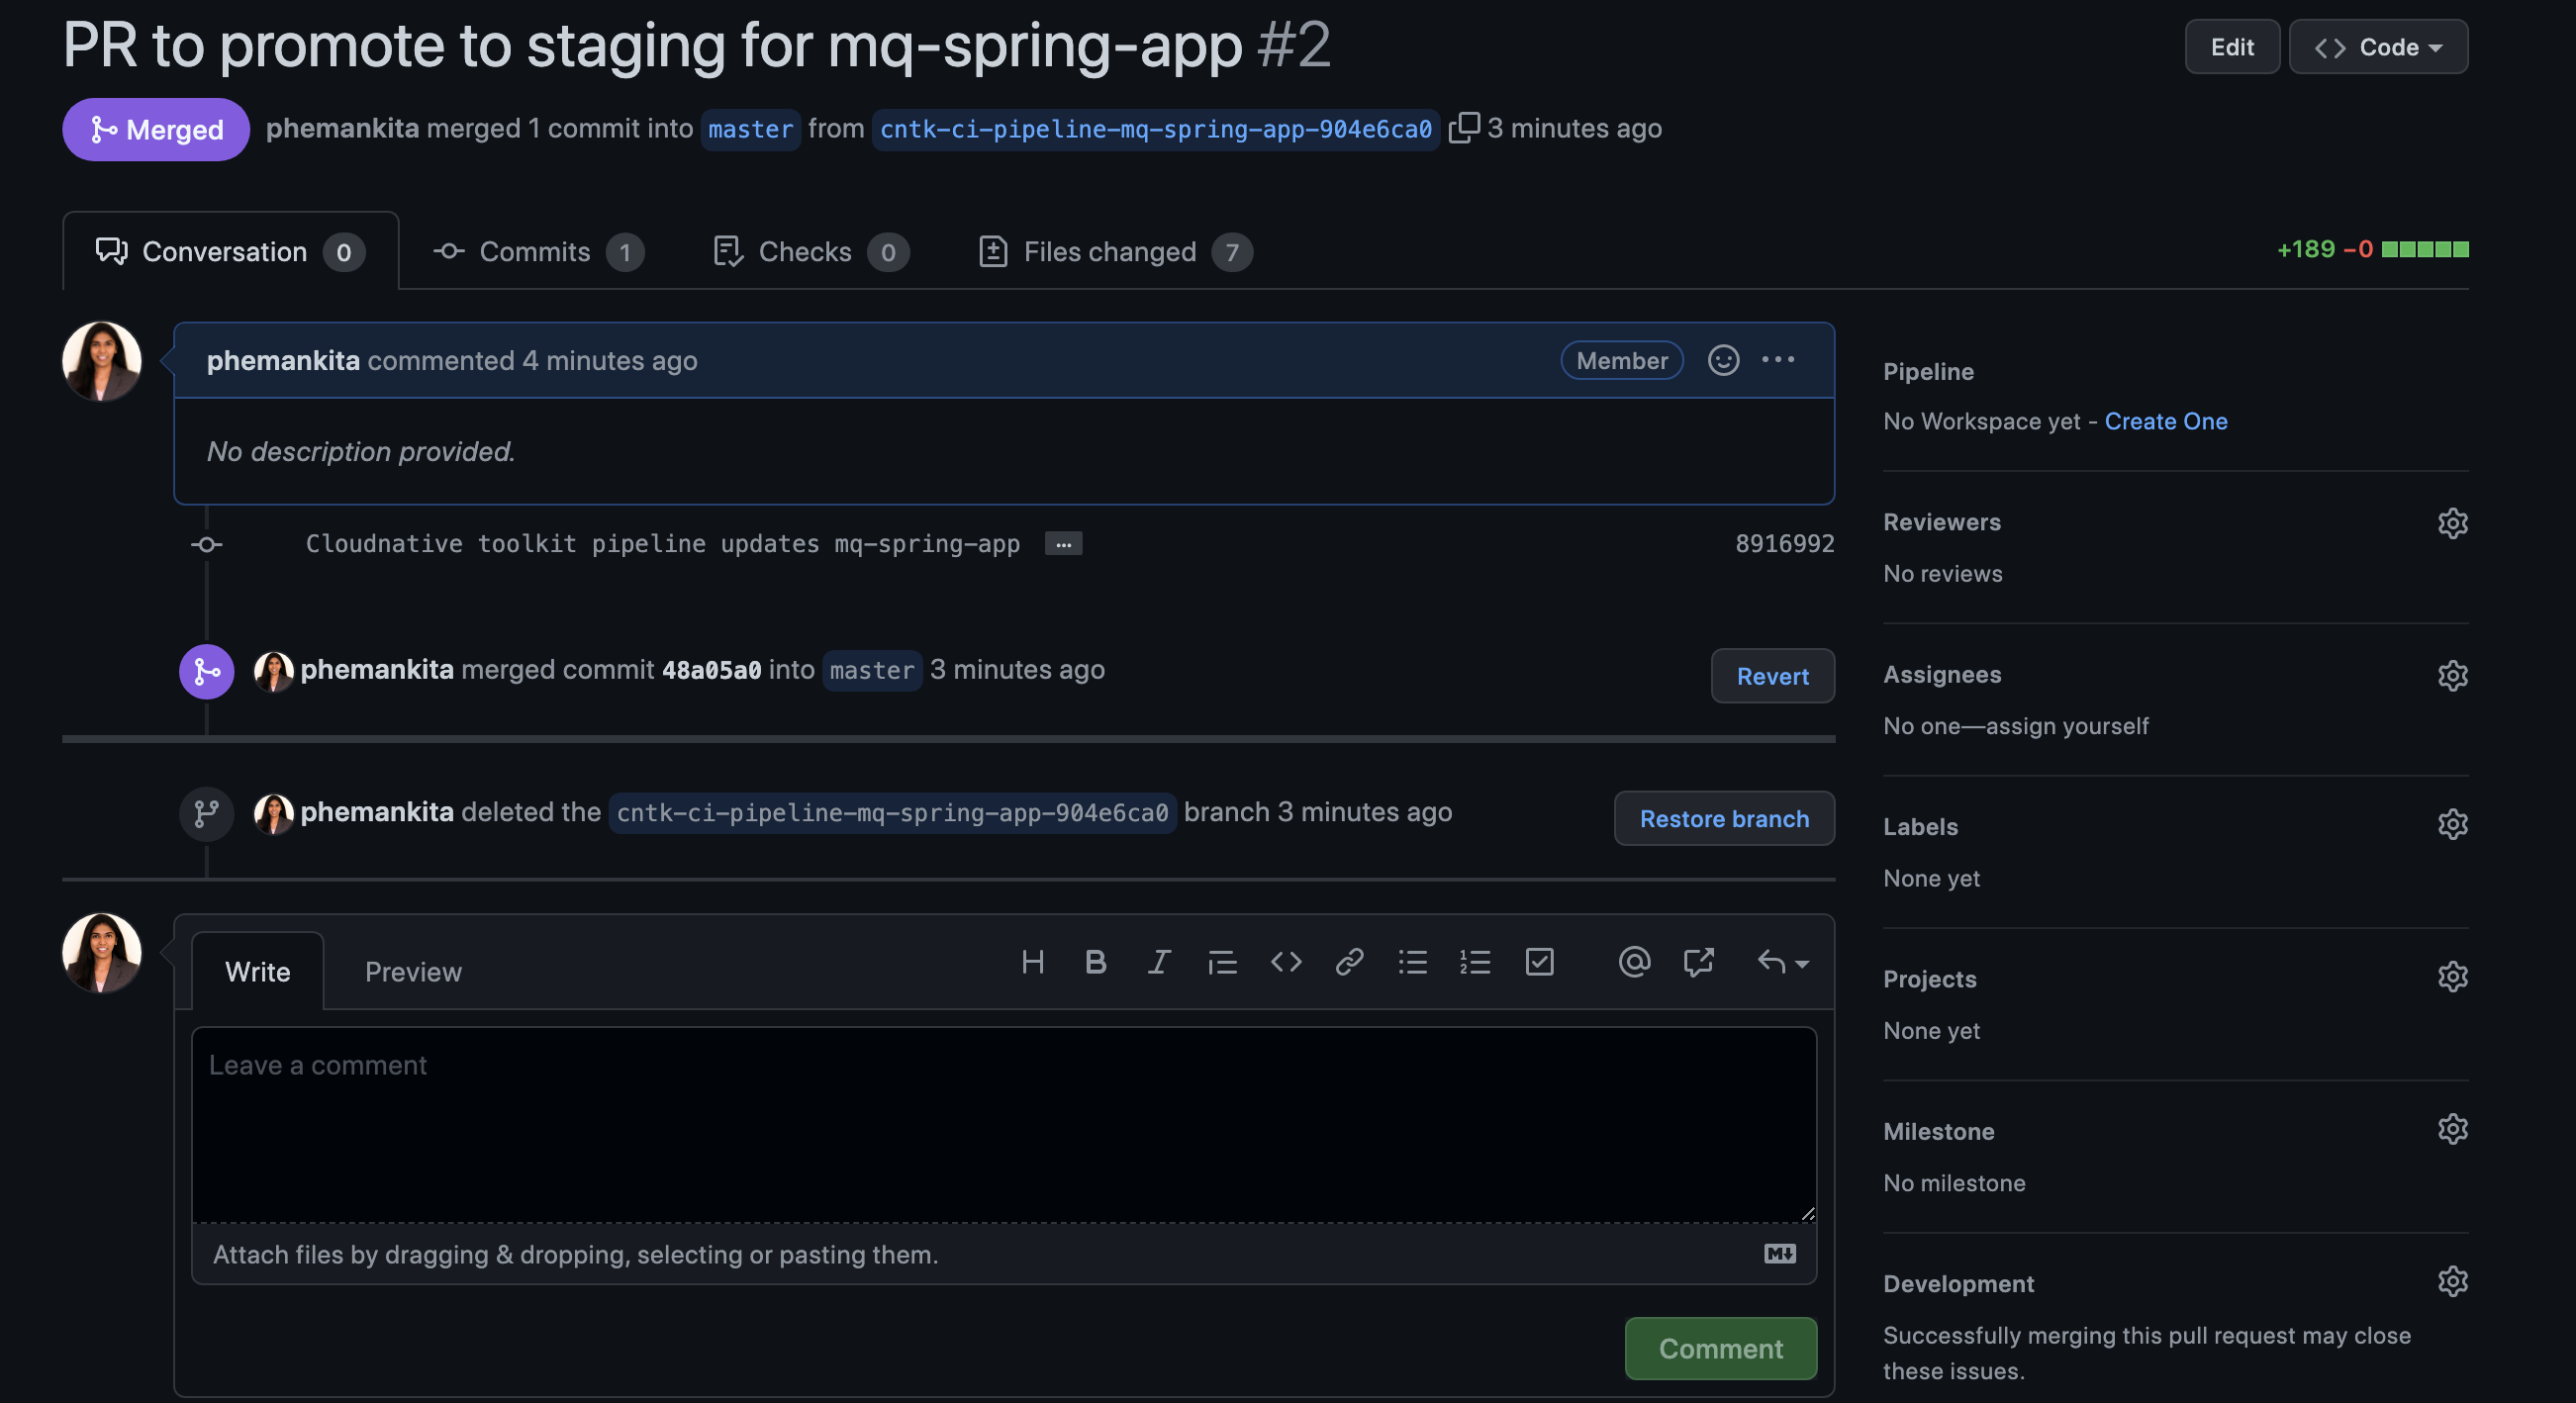 PR to promote to staging for mq-spring-app #2
Edit
Code
Merged
phemankita merged 1 commit into master from cntk-ci-pipeline-mq-spring-app-904e6ca0 3 minutes ago
Conversation 0
Commits 1
Checks 0
Files changed 7
+189 −0
phemankita commented 4 minutes ago
Member
No description provided.
Cloudnative toolkit pipeline updates mq-spring-app ...
8916992
phemankita merged commit 48a05a0 into master 3 minutes ago
Revert
phemankita deleted the cntk-ci-pipeline-mq-spring-app-904e6ca0 branch 3 minutes ago
Restore branch
Write
Preview
Leave a comment
Attach files by dragging & dropping, selecting or pasting them.
Comment
Pipeline
No Workspace yet - Create One
Reviewers
No reviews
Assignees
No one—assign yourself
Labels
None yet
Projects
None yet
Milestone
No milestone
Development
Successfully merging this pull request may close
these issues.